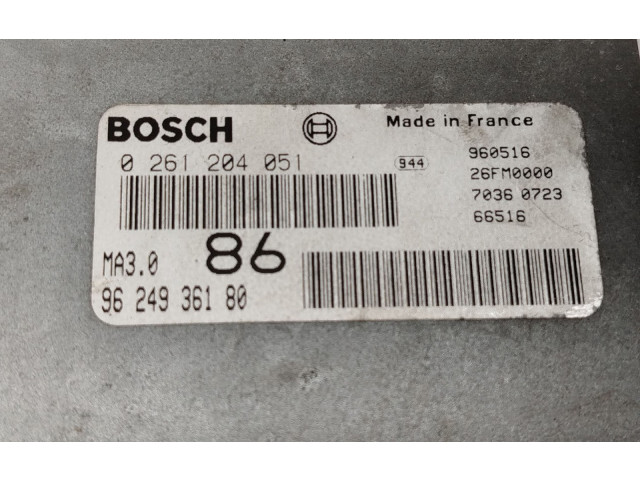 BOSCH
Made in France
0 261 204 051
944
960516
26FM0000
7036 0723
66516
MA3.0
86
96 249 361 80